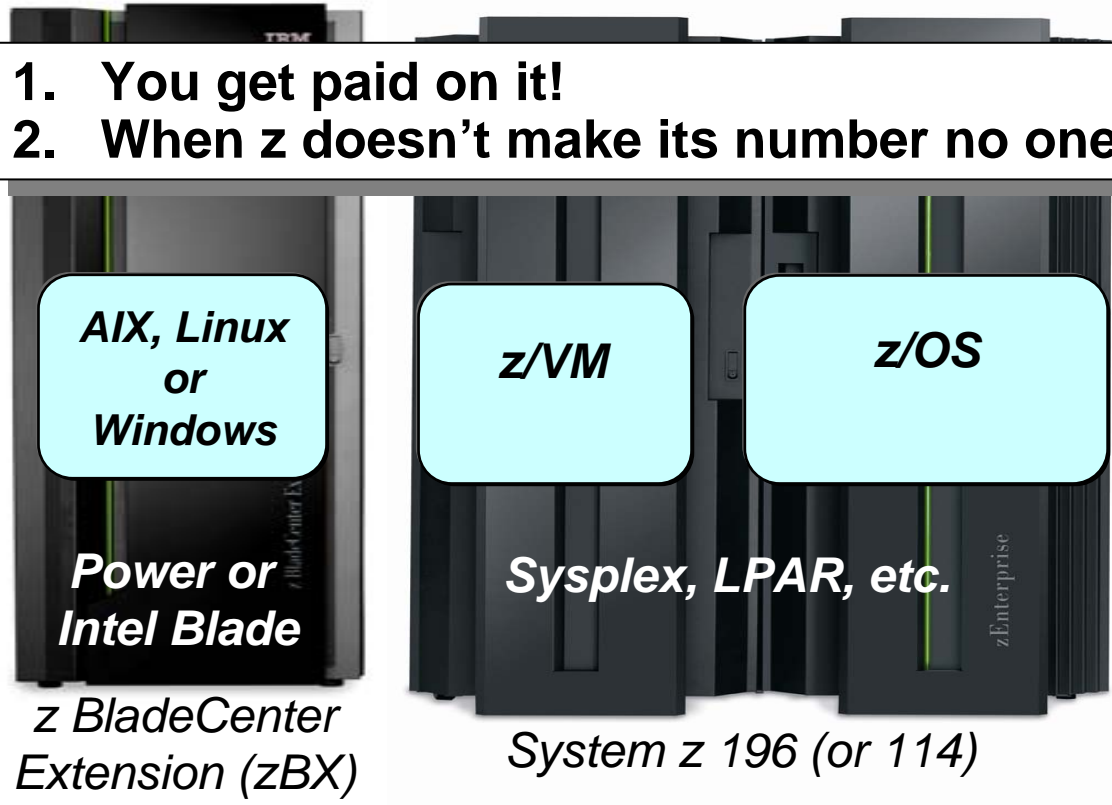 IBM
1. You get paid on it!
2. When z doesn’t make its number no one
AIX, Linux
or
Windows
z/VM
z/OS
Power or
Intel Blade
Sysplex, LPAR, etc.
zEnterprise
z BladeCenter
Extension (zBX)
System z 196 (or 114)